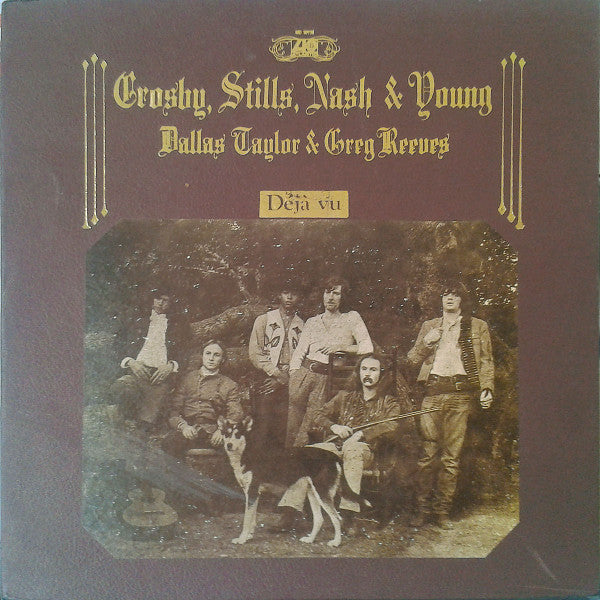 Crosby, Stills, Nash & Young
Dallas Taylor & Greg Reeves
Déjà vu